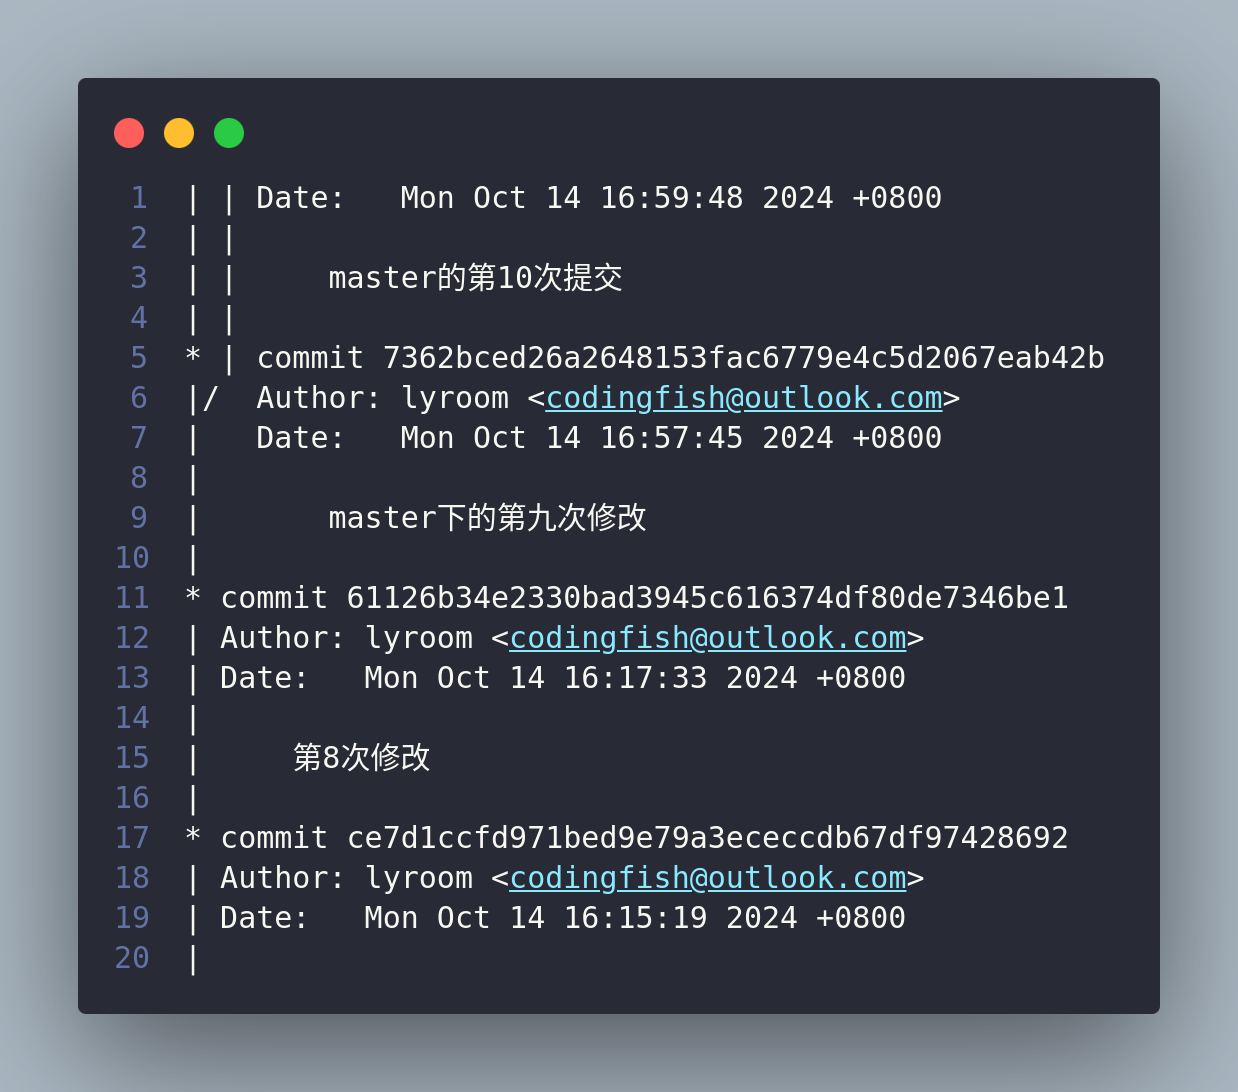 1 | | Date:   Mon Oct 14 16:59:48 2024 +0800
2 | |
3 | |     master的第10次提交
4 | |
5 * | commit 7362bced26a2648153fac6779e4c5d2067eab42b
6 |/  Author: lyroom <codingfish@outlook.com>
7 |   Date:   Mon Oct 14 16:57:45 2024 +0800
8 |
9 |       master下的第九次修改
10 |
11 * commit 61126b34e2330bad3945c616374df80de7346be1
12 | Author: lyroom <codingfish@outlook.com>
13 | Date:   Mon Oct 14 16:17:33 2024 +0800
14 |
15 |     第8次修改
16 |
17 * commit ce7d1ccfd971bed9e79a3ececcdb67df97428692
18 | Author: lyroom <codingfish@outlook.com>
19 | Date:   Mon Oct 14 16:15:19 2024 +0800
20 |